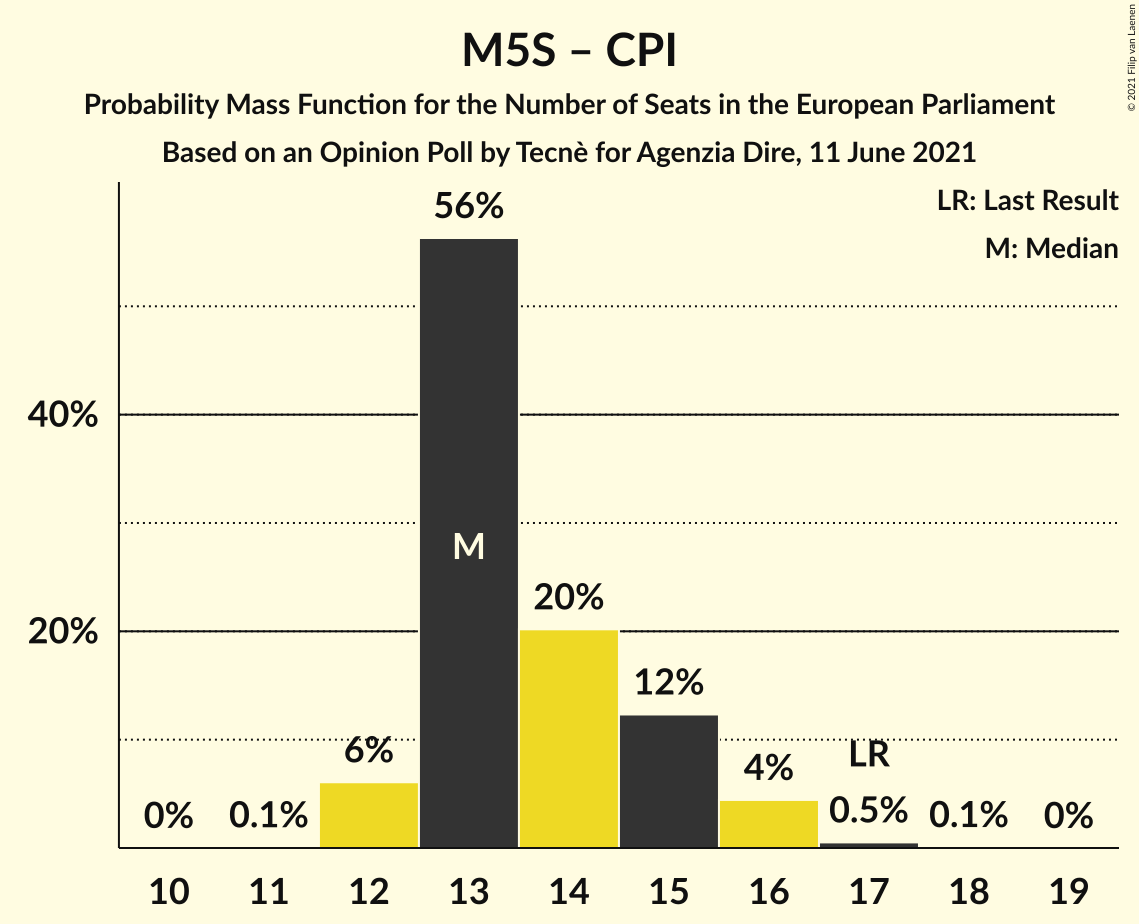 M5S – CPI
Probability Mass Function for the Number of Seats in the European Parliament
Based on an Opinion Poll by Tecnè for Agenzia Dire, 11 June 2021
© 2021 Filip van Laenen
LR: Last Result
M: Median
56%
40%
M
20%
20%
12%
6%
4%
LR
0%
0.1%
0.5%
0.1%
0%
10 11 12 13 14 15 16 17 18 19